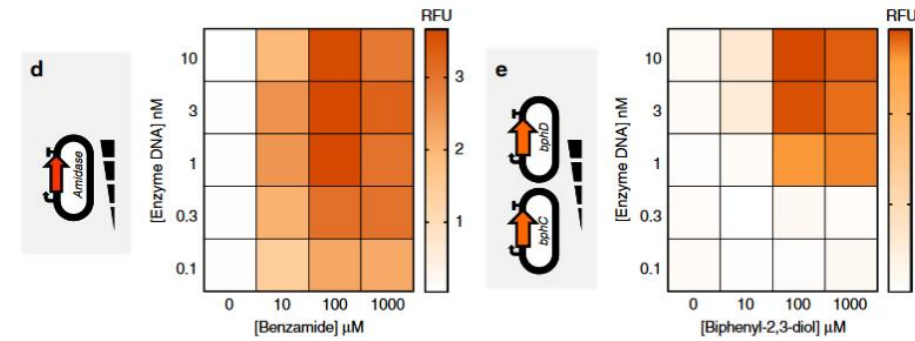 d
Amidase
[Enzyme DNA] nM
10
3
1
0.3
0.1
0 10 100 1000
[Benzamide] μM
RFU
3
2
1
e
bphD
bphC
[Enzyme DNA] nM
10
3
1
0.3
0.1
0 10 100 1000
[Biphenyl-2,3-diol] μM
RFU